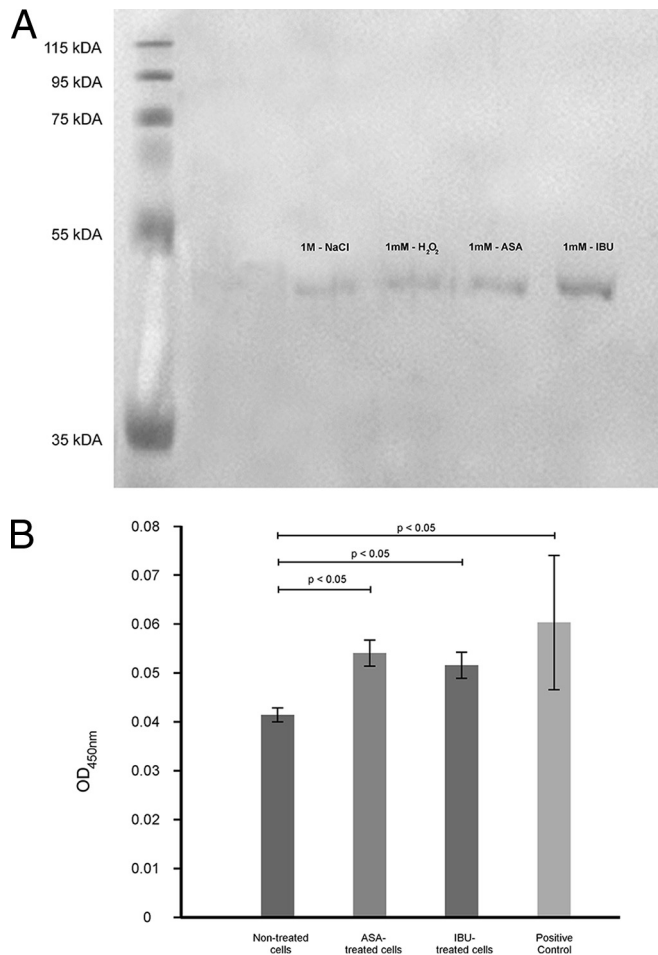 A
115 kDA
95 kDA
75 kDA
55 kDA
35 kDA
1M - NaCl
1mM - H₂O₂
1mM - ASA
1mM - IBU
B
0.08
0.07
0.06
0.05
0.04
0.03
0.02
0.01
0
OD450nm
p < 0.05
p < 0.05
p < 0.05
Non-treated
cells
ASA-
treated cells
IBU-
treated cells
Positive
Control